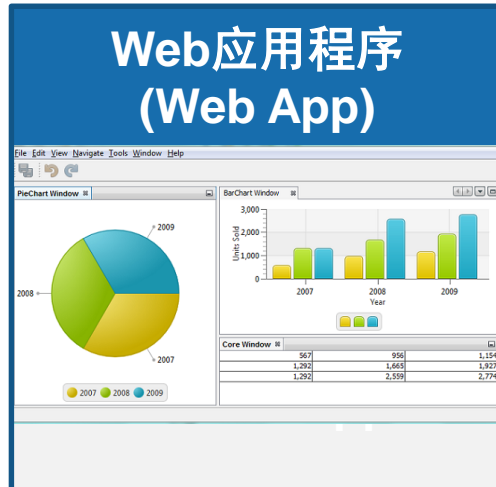 Web应用程序
(Web App)
File Edit View Navigate Tools Window Help
PieChart Window
2009
2008
2007
2007 2008 2009
BarChart Window
3,000
2,000
1,000
0
Units Sold
2007 2008 2009
Year
Core Window
567 956 1,154
1,292 1,665 1,927
1,292 2,559 2,774